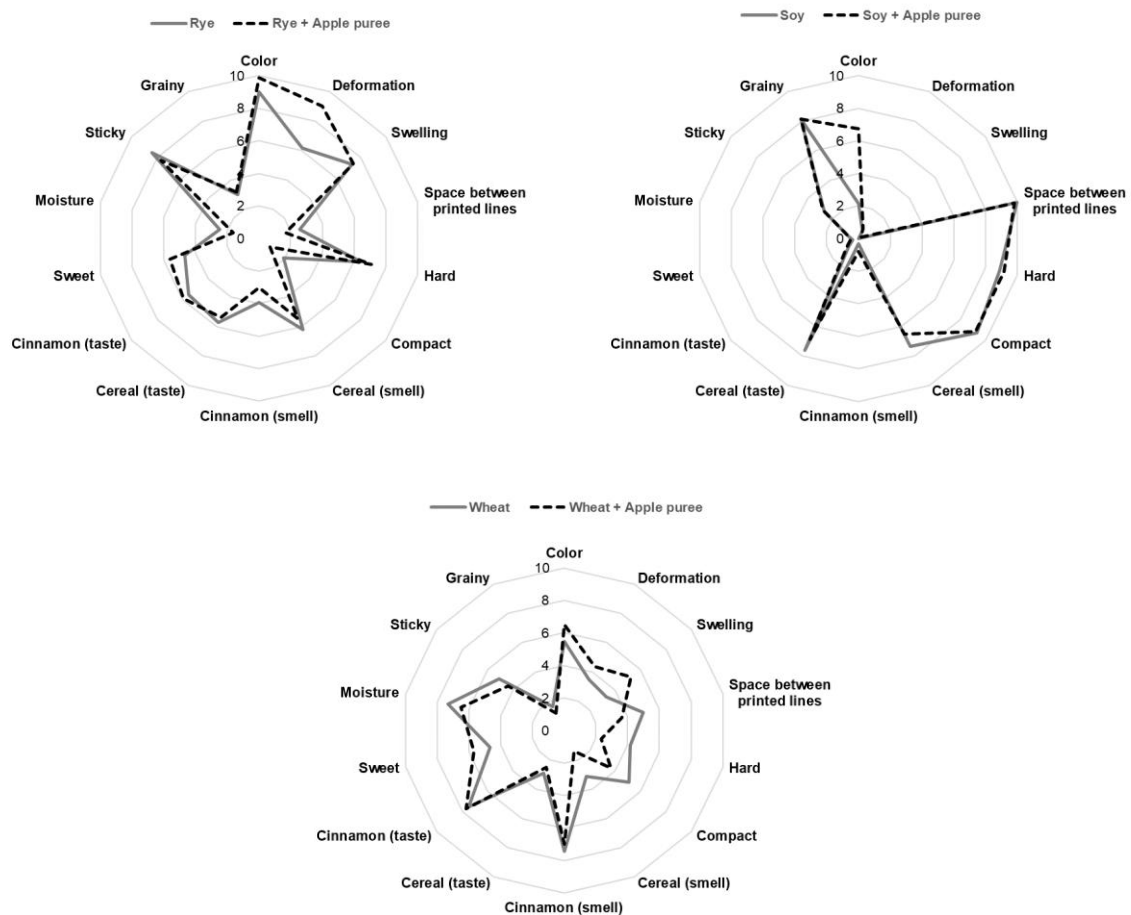 Rye
Rye + Apple puree
Color
Deformation
Swelling
Space between
printed lines
Hard
Compact
Cereal (smell)
Cinnamon (smell)
Cereal (taste)
Cinnamon (taste)
Sweet
Moisture
Sticky
Grainy
10
8
6
4
2
0
Soy
Soy + Apple puree
Color
Deformation
Swelling
Space between
printed lines
Hard
Compact
Cereal (smell)
Cinnamon (smell)
Cereal (taste)
Cinnamon (taste)
Sweet
Moisture
Sticky
Grainy
10
8
6
4
2
0
Wheat
Wheat + Apple puree
Color
Deformation
Swelling
Space between
printed lines
Hard
Compact
Cereal (smell)
Cinnamon (smell)
Cereal (taste)
Cinnamon (taste)
Sweet
Moisture
Sticky
Grainy
10
8
6
4
2
0